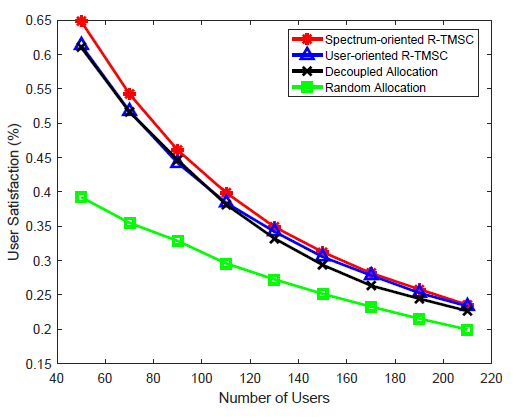 0.65
0.6
0.55
0.5
0.45
0.4
0.35
0.3
0.25
0.2
0.15
User Satisfaction (%)
Spectrum-oriented R-TMSC
User-oriented R-TMSC
Decoupled Allocation
Random Allocation
40 60 80 100 120 140 160 180 200 220
Number of Users